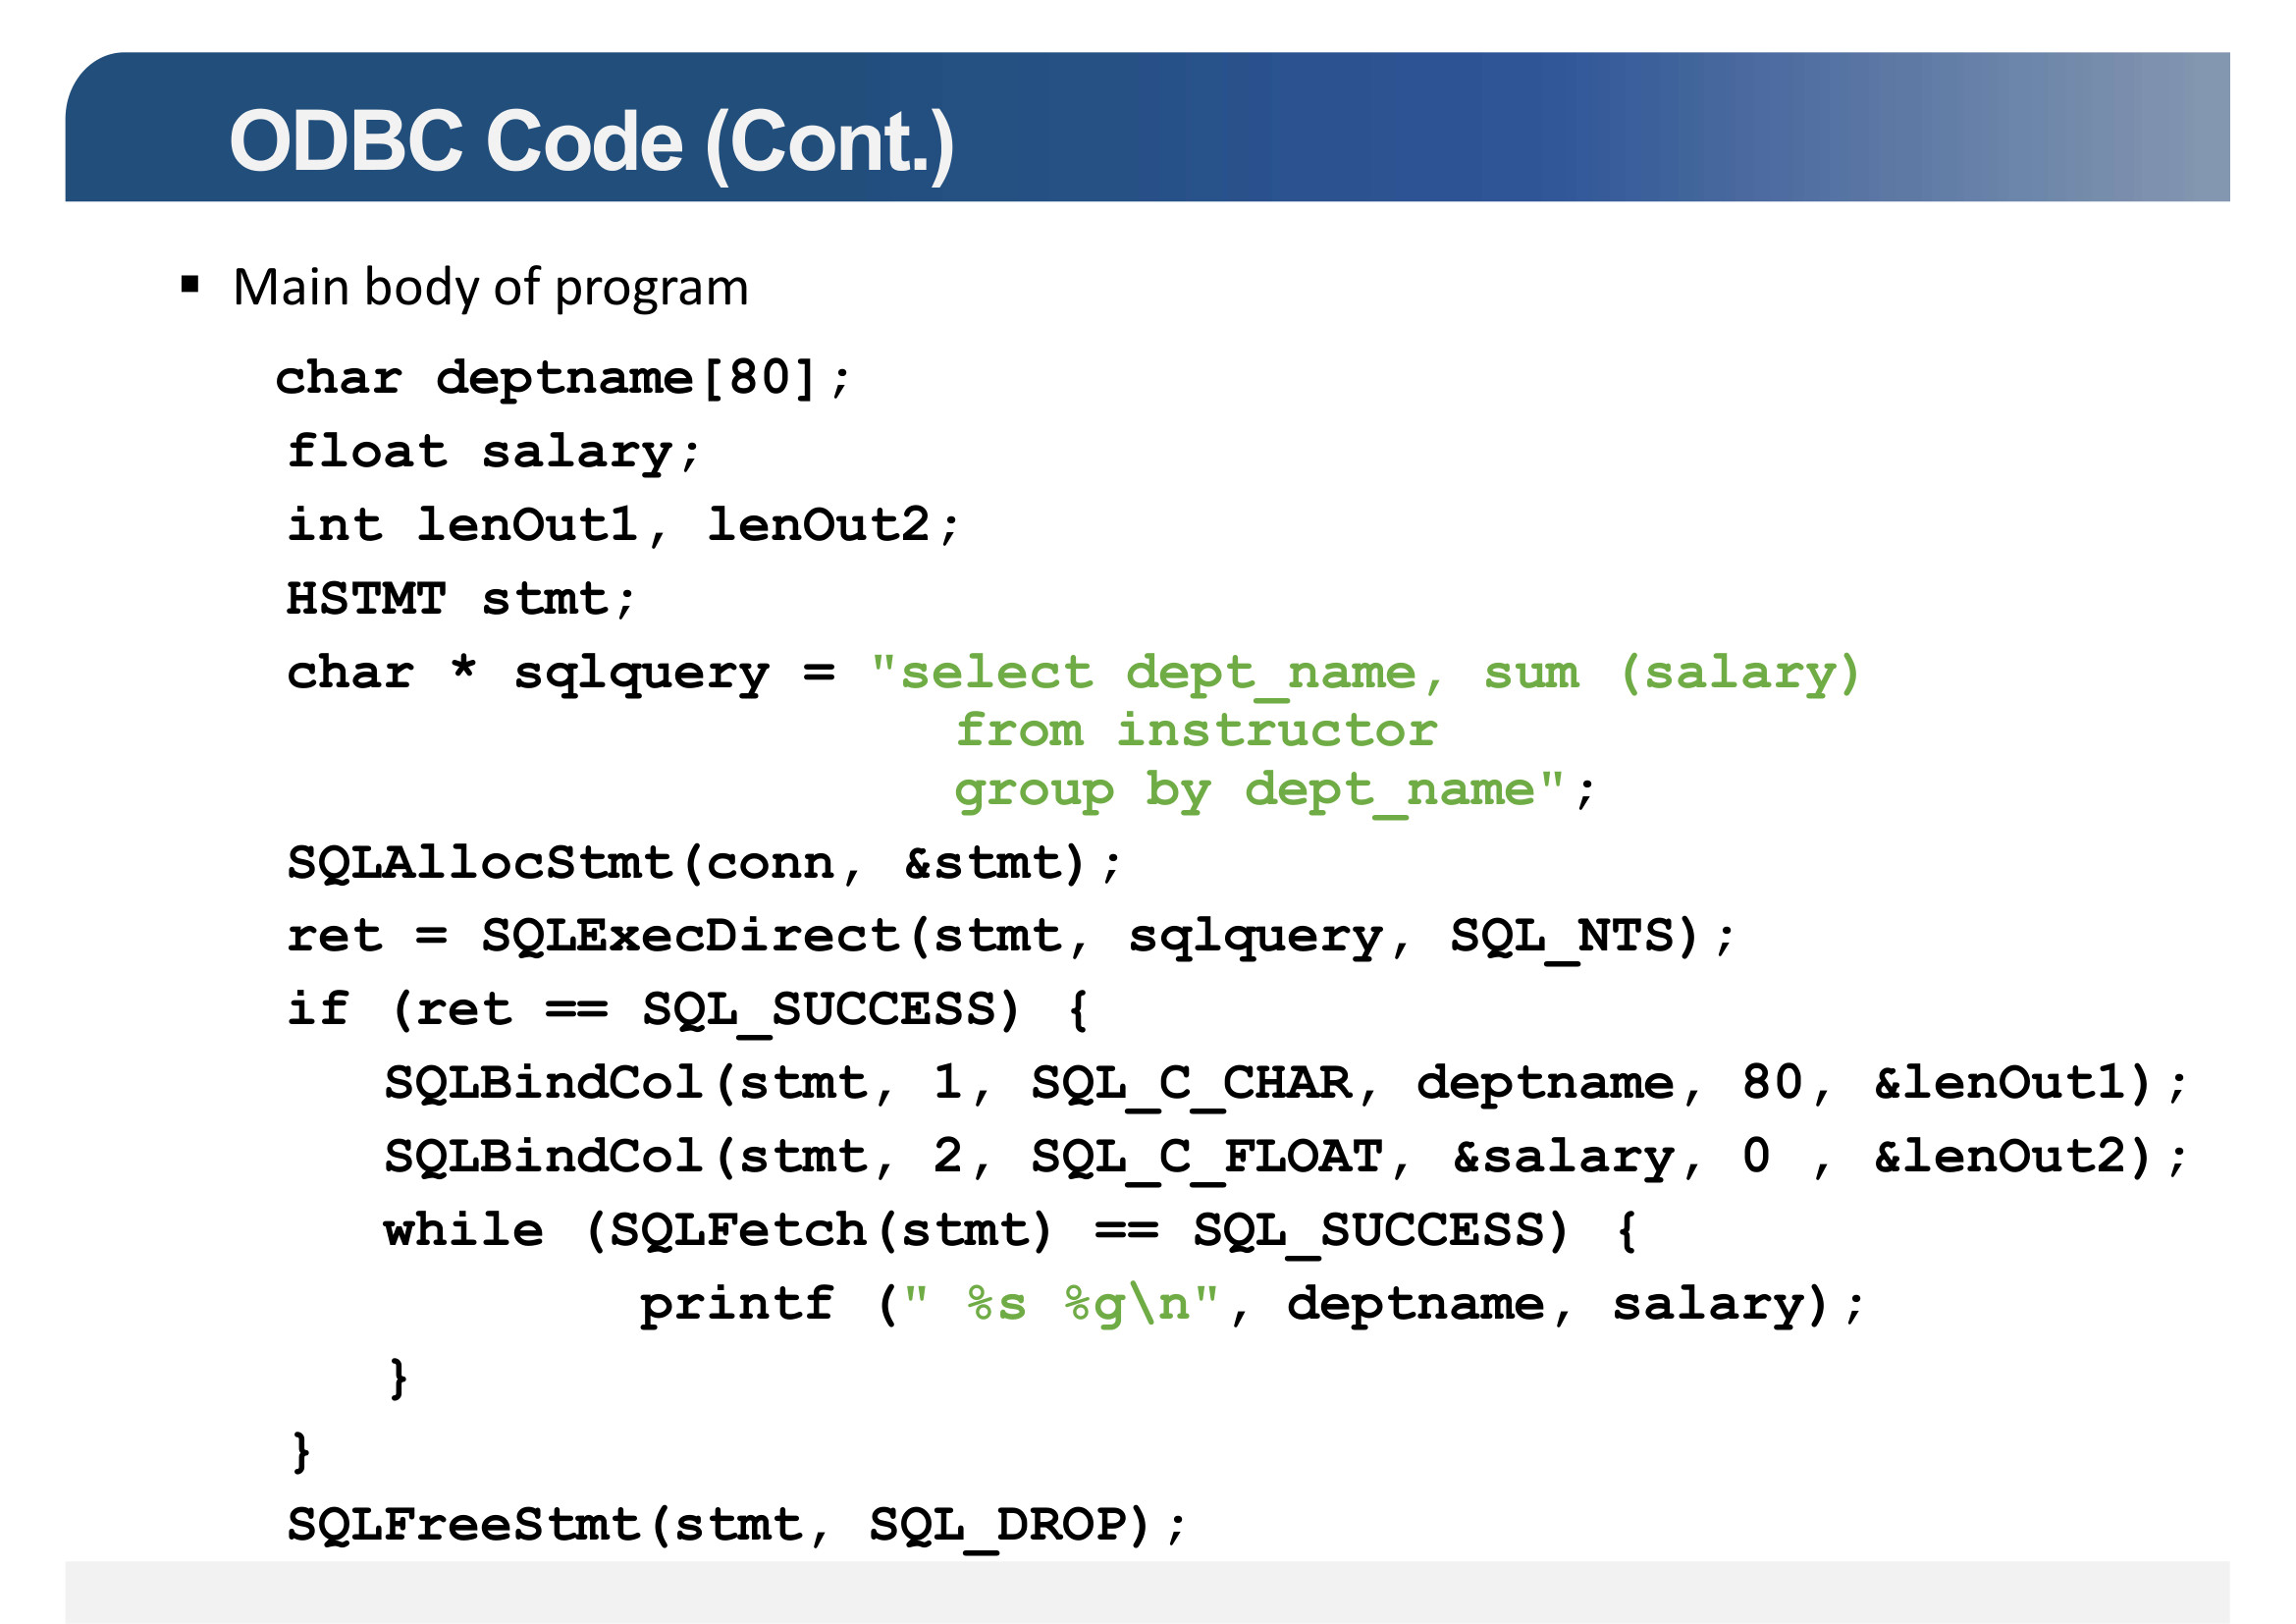 ODBC Code (Cont.)
▪ Main body of program
char deptname[80];
float salary;
int lenOut1, lenOut2;
HSTMT stmt;
char * sqlquery = "select dept_name, sum (salary)
from instructor
group by dept_name";
SQLAllocStmt(conn, &stmt);
ret = SQLExecDirect(stmt, sqlquery, SQL_NTS);
if (ret == SQL_SUCCESS) {
SQLBindCol(stmt, 1, SQL_C_CHAR, deptname, 80, &lenOut1);
SQLBindCol(stmt, 2, SQL_C_FLOAT, &salary, 0 , &lenOut2);
while (SQLFetch(stmt) == SQL_SUCCESS) {
printf (" %s %g\n", deptname, salary);
}
}
SQLFreeStmt(stmt, SQL_DROP);